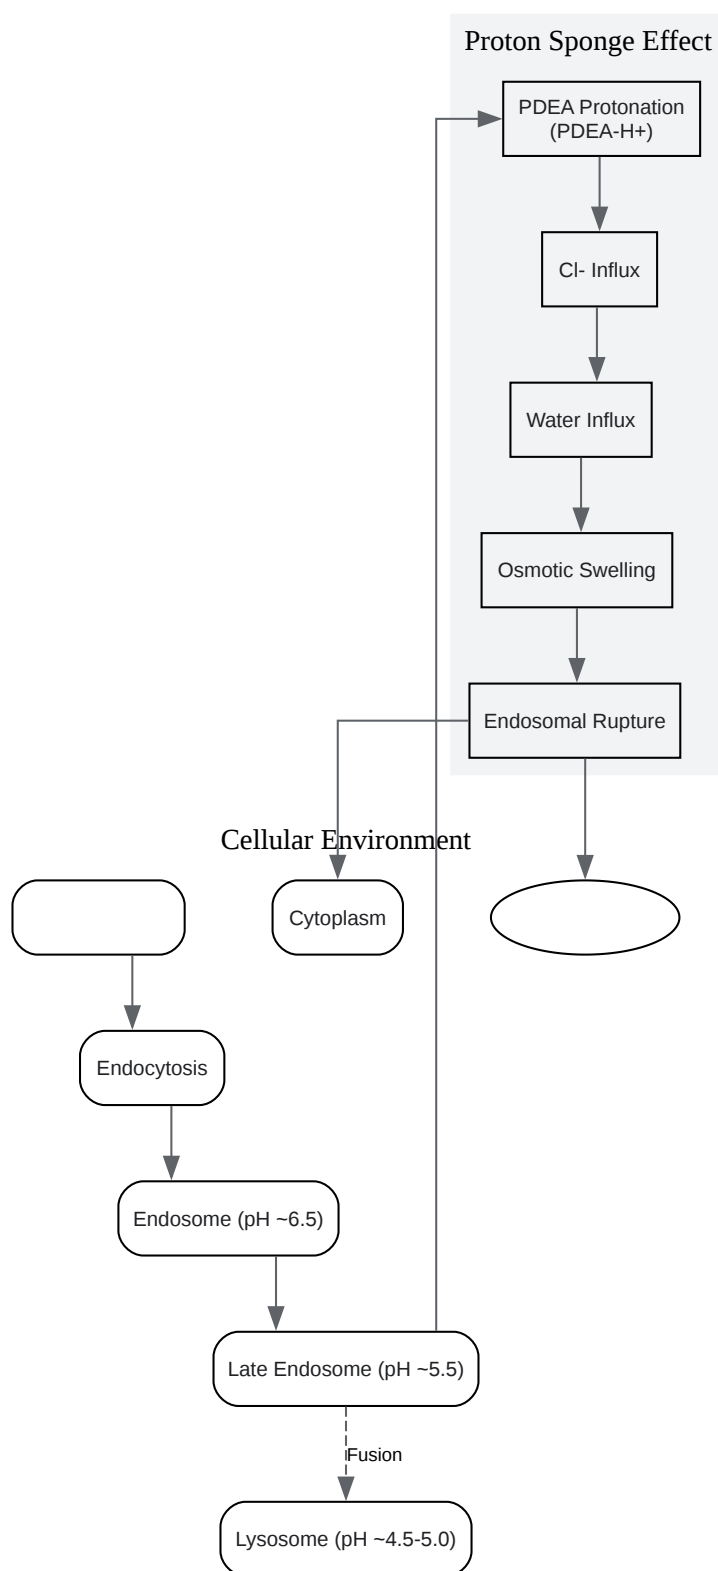 Proton Sponge Effect
PDEA Protonation
(PDEA-H+)
Cl- Influx
Water Influx
Osmotic Swelling
Endosomal Rupture
Cellular Environment
Cytoplasm
Endocytosis
Endosome (pH ~6.5)
Late Endosome (pH ~5.5)
Fusion
Lysosome (pH ~4.5-5.0)